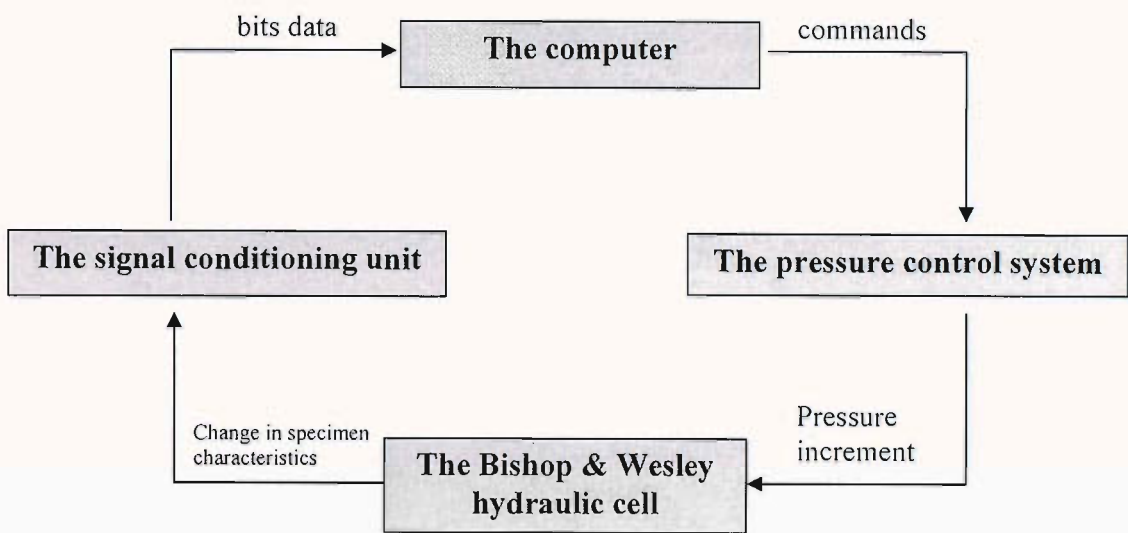 bits data
The computer
commands
The signal conditioning unit
The pressure control system
Change in specimen
characteristics
The Bishop & Wesley
hydraulic cell
Pressure
increment